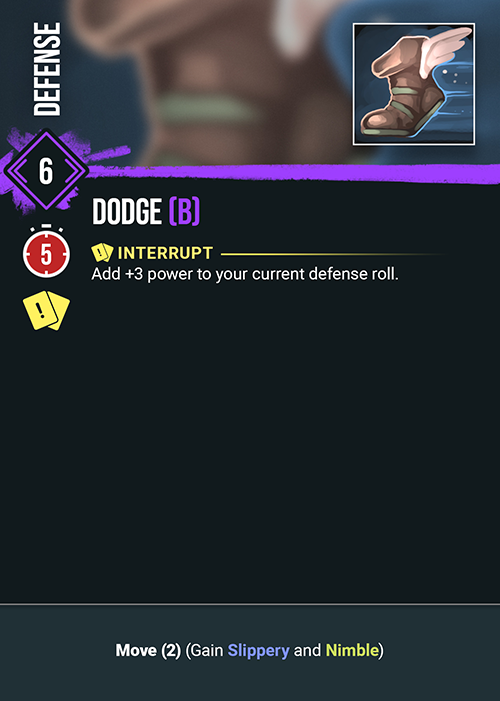 DEFENSE
6
DODGE (B)
5
! INTERRUPT
Add +3 power to your current defense roll.
!
Move (2) (Gain Slippery and Nimble)